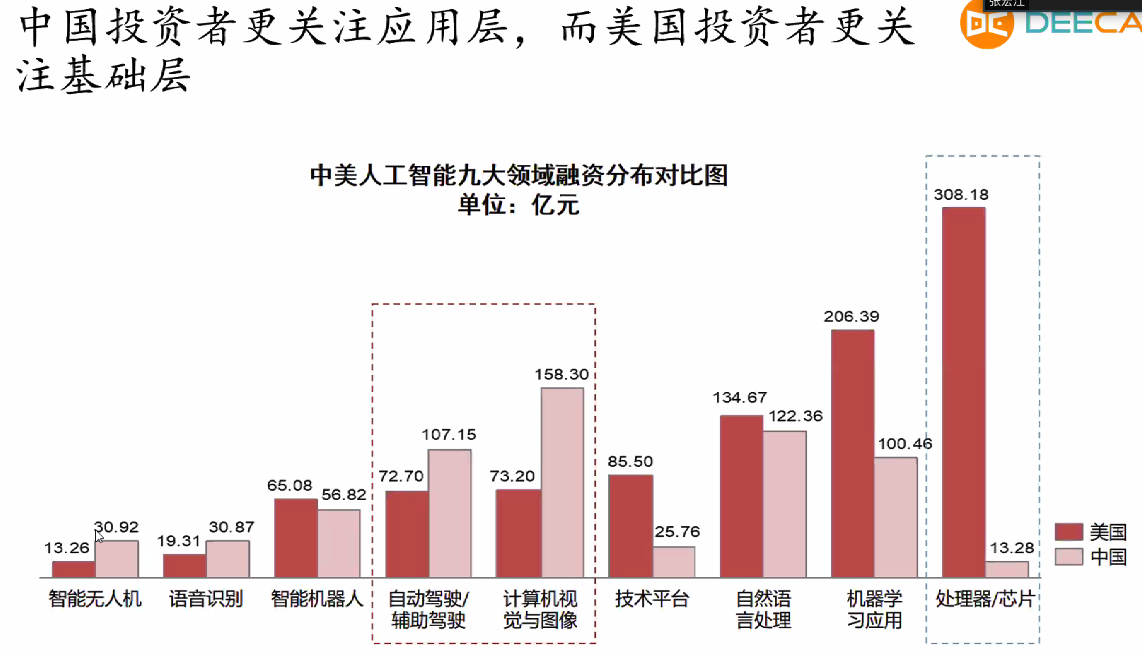 张宏江
DEECA
中国投资者更关注应用层，而美国投资者更关
注基础层
中美人工智能九大领域融资分布对比图
单位：亿元
308.18
206.39
158.30
134.67
122.36
107.15
100.46
85.50
72.70
73.20
65.08
56.82
30.92
30.87
25.76
19.31
13.26
13.28
美国
中国
智能无人机 语音识别 智能机器人 自动驾驶/ 计算机视 技术平台 自然语 机器学 处理器/芯片
辅助驾驶 觉与图像 言处理 习应用